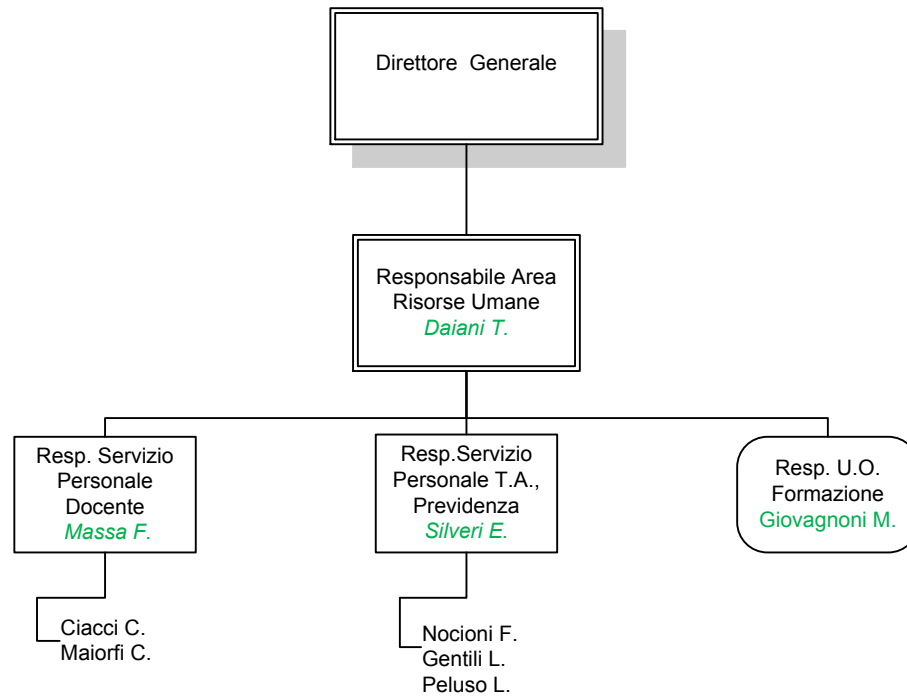 Direttore  Generale
Responsabile Area
Risorse Umane
Daiani T.
Resp. Servizio
Personale
Docente
Massa F.
Resp.Servizio
Personale T.A.,
Previdenza
Silveri E.
Resp. U.O.
Formazione
Giovagnoni M.
Ciacci C.
Maiorfi C.
Nocioni F.
Gentili L.
Peluso L.